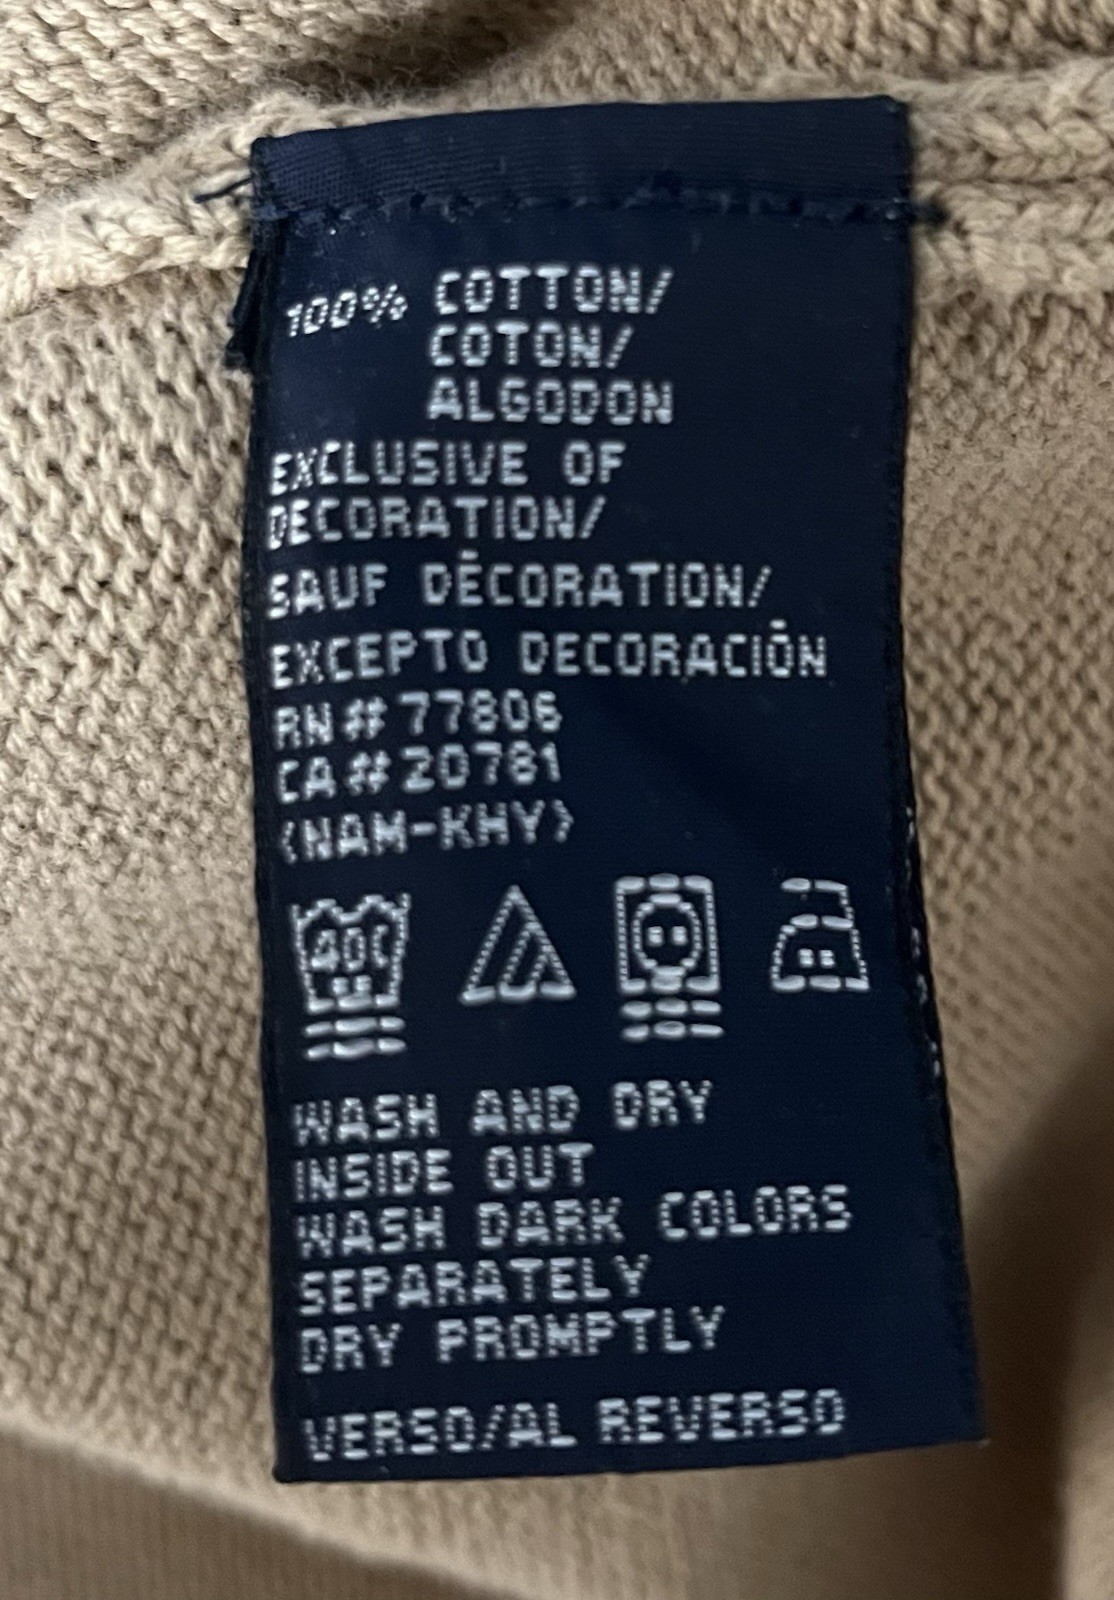 100% COTTON/
COTON/
ALGODON
EXCLUSIVE OF
DECORATION/
SAUF DÉCORATION/
EXCEPTO DECORACIÓN
RN# 77806
CA# 20781
<NAM-KHY>
40C
WASH AND DRY
INSIDE OUT
WASH DARK COLORS
SEPARATELY
DRY PROMPTLY
VERSO/AL REVERSO